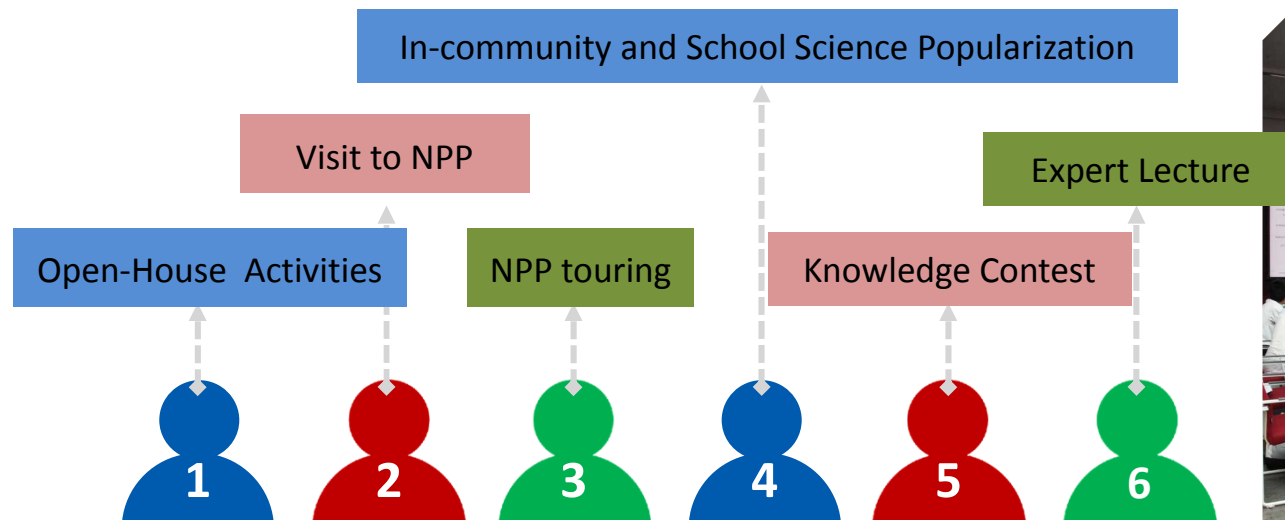 In-community and School Science Popularization
Visit to NPP
Expert Lecture
Open-House Activities
NPP touring
Knowledge Contest
1
2
3
4
5
6